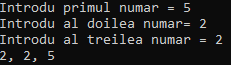 Introdu primul numar = 5
Introdu al doilea numar= 2
Introdu al treilea numar = 2
2, 2, 5